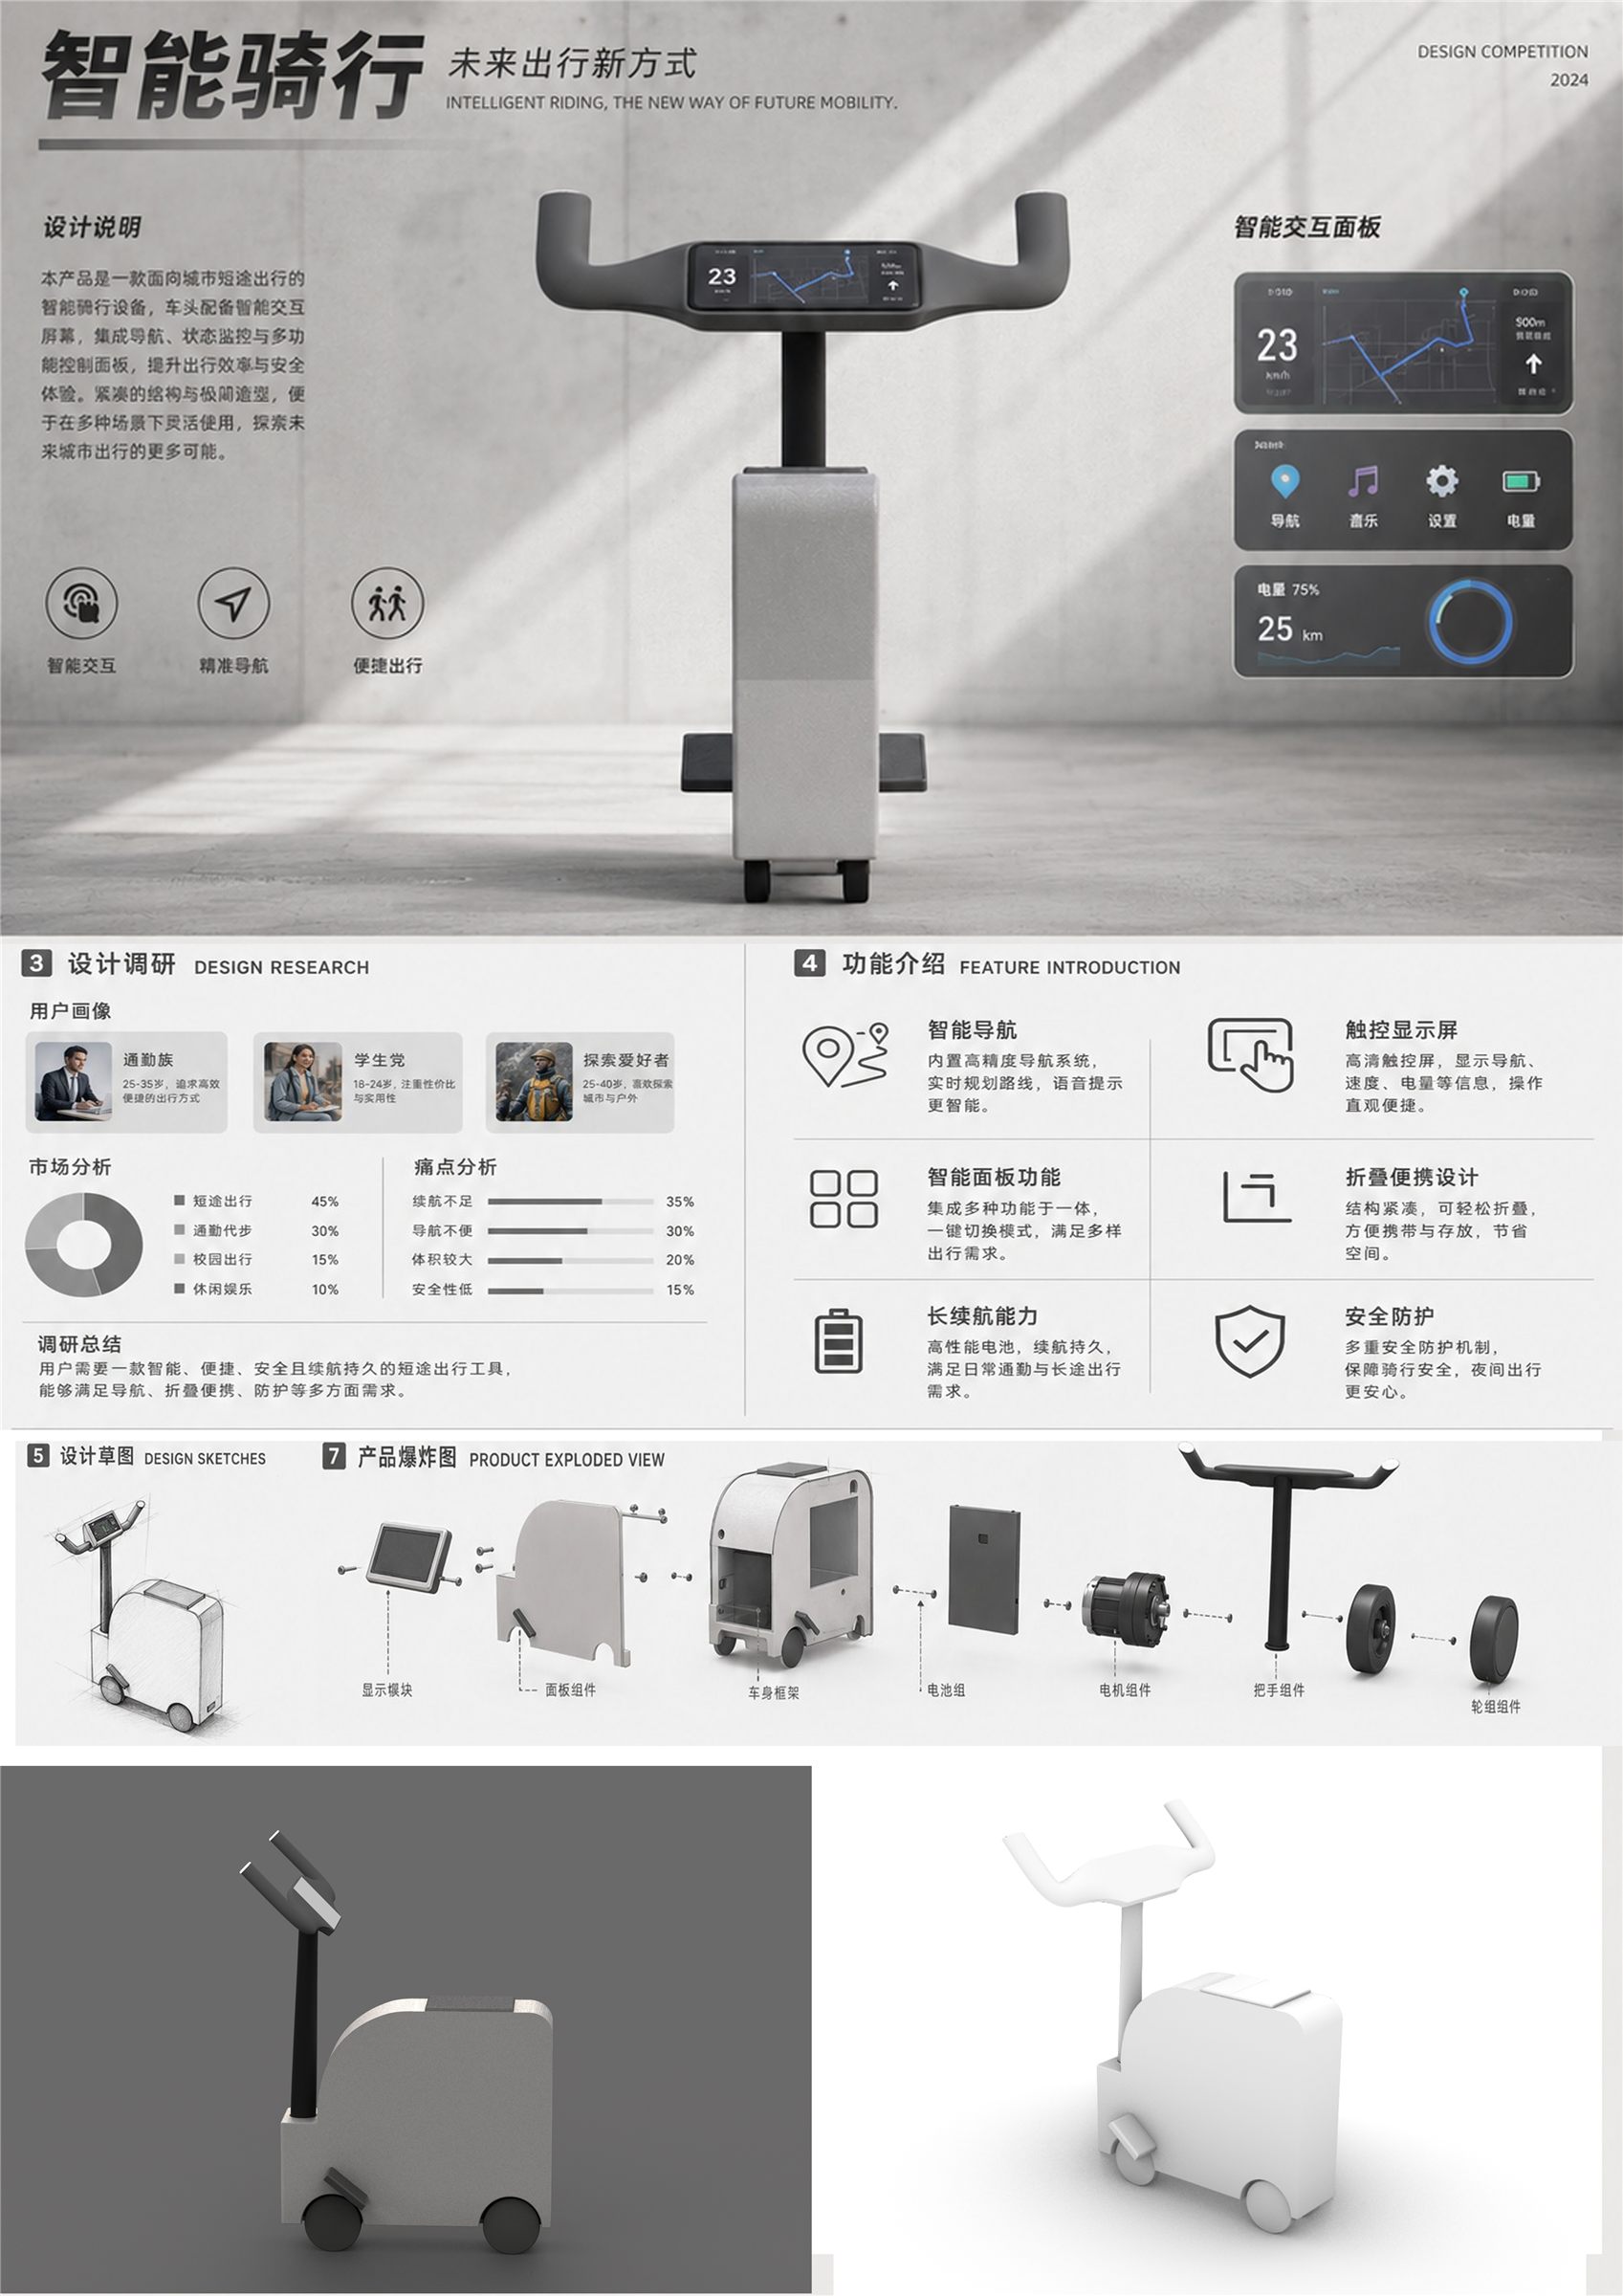 智能骑行
未来出行新方式
INTELLIGENT RIDING, THE NEW WAY OF FUTURE MOBILITY.
DESIGN COMPETITION
2024
设计说明
本产品是一款面向城市短途出行的
智能骑行设备，车头配备智能交互
屏幕，集成导航、状态监控与多功
能控制面板，提升出行效率与安全
体验。紧凑的结构与极简造型，便
于在多种场景下灵活使用，探索未
来城市出行的更多可能。
智能交互
精准导航
便捷出行
23
智能交互面板
23
km/h
500m
导航
音乐
设置
电量
电量 75%
25 km
3 设计调研 DESIGN RESEARCH
用户画像
通勤族
25-35岁，追求高效
便捷的出行方式
学生党
18-24岁，注重性价比
与实用性
探索爱好者
25-40岁，喜欢探索
城市与户外
市场分析
短途出行 45%
通勤代步 30%
校园出行 15%
休闲娱乐 10%
痛点分析
续航不足 35%
导航不便 30%
体积较大 20%
安全性低 15%
调研总结
用户需要一款智能、便捷、安全且续航持久的短途出行工具，
能够满足导航、折叠便携、防护等多方面需求。
4 功能介绍 FEATURE INTRODUCTION
智能导航
内置高精度导航系统，
实时规划路线，语音提示
更智能。
触控显示屏
高清触控屏，显示导航、
速度、电量等信息，操作
直观便捷。
智能面板功能
集成多种功能于一体，
一键切换模式，满足多样
出行需求。
折叠便携设计
结构紧凑，可轻松折叠，
方便携带与存放，节省
空间。
长续航能力
高性能电池，续航持久，
满足日常通勤与长途出行
需求。
安全防护
多重安全防护机制，
保障骑行安全，夜间出行
更安心。
5 设计草图 DESIGN SKETCHES
7 产品爆炸图 PRODUCT EXPLODED VIEW
显示模块
面板组件
车身框架
电池组
电机组件
把手组件
轮组组件